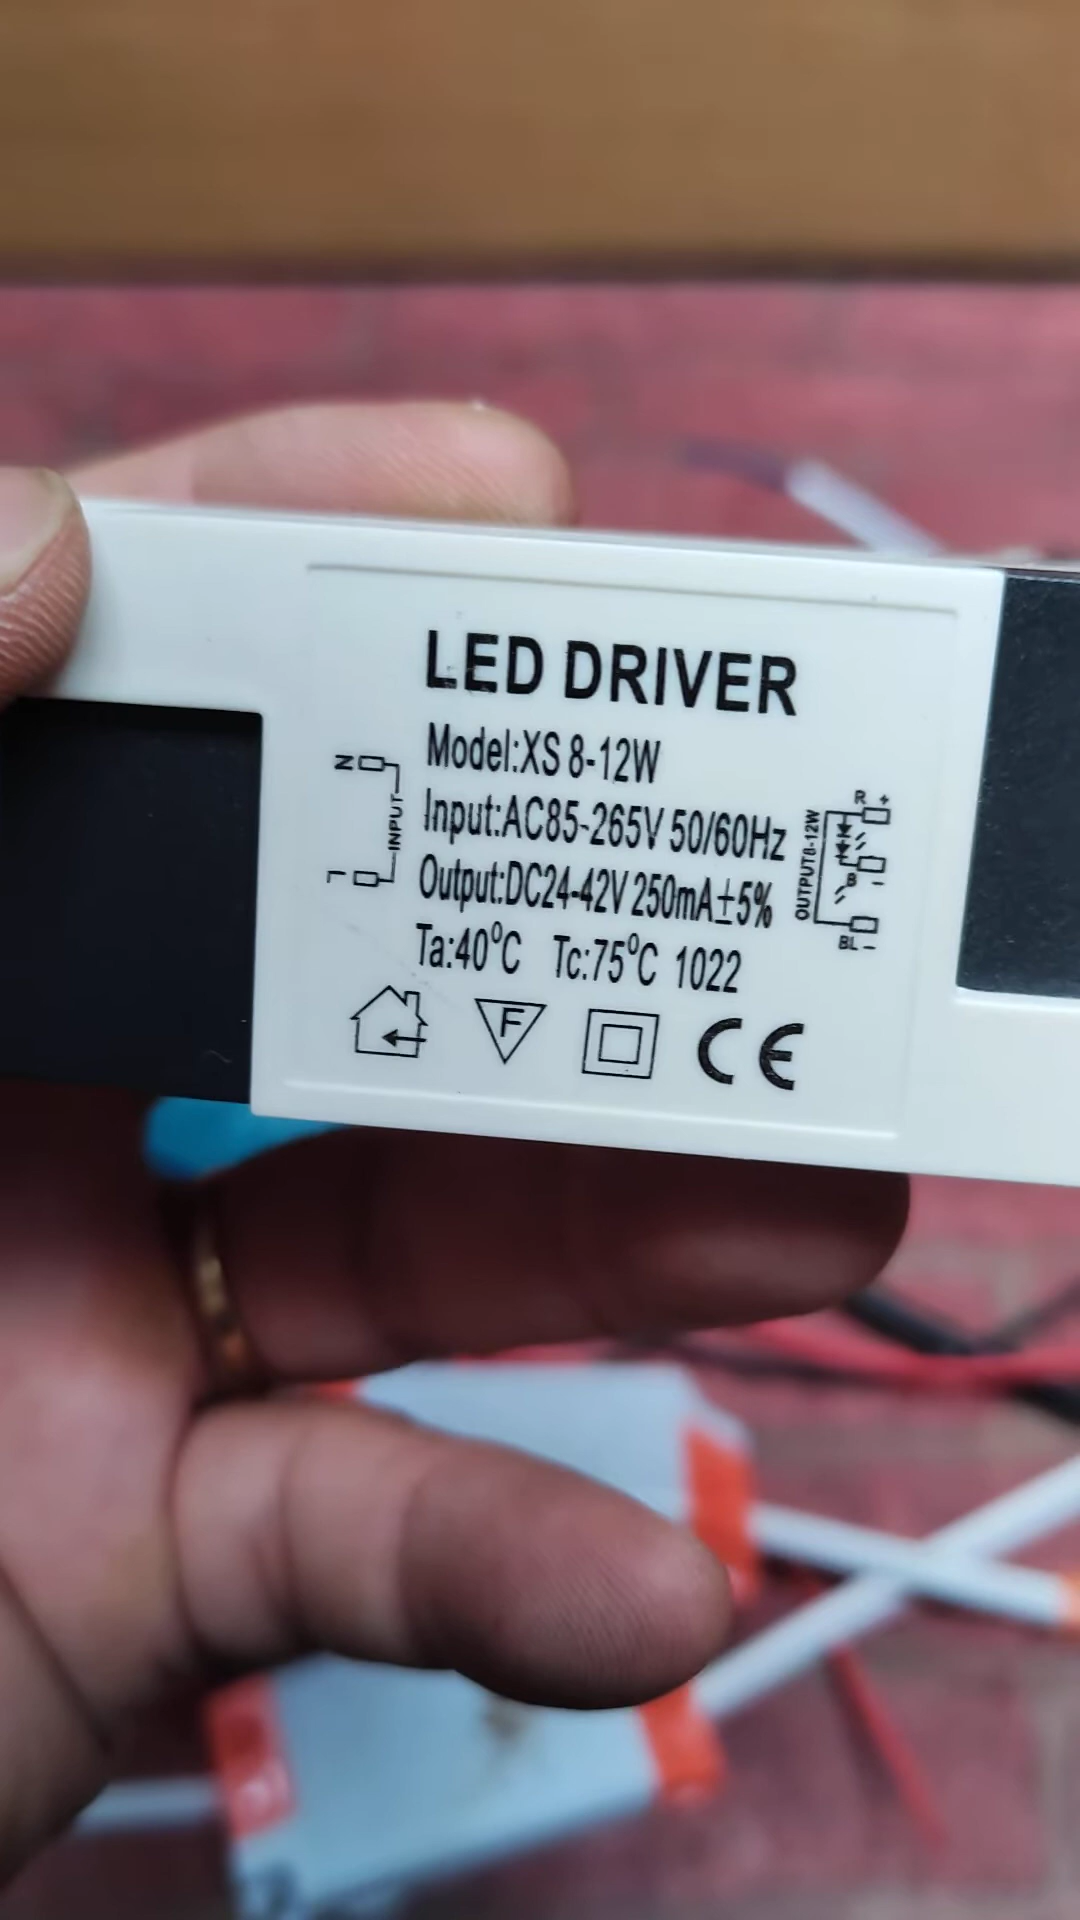 LED DRIVER
Model:XS 8-12W
Input:AC85-265V 50/60Hz
Output:DC24-42V 250mA±5%
Ta:40°C Tc:75°C 1022
F
CE
N
INPUT
L
OUTPUT8-12W
R +
B -
BL -